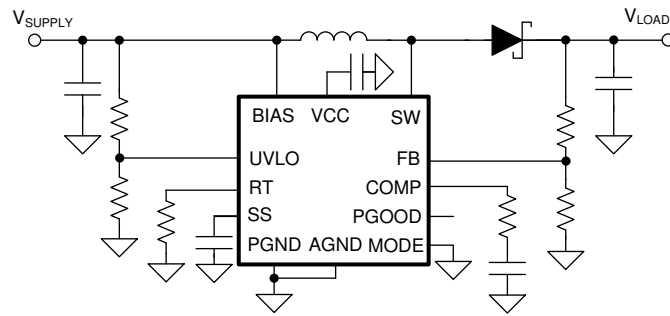 VSUPPLY VLOAD
BIAS VCC SW
UVLO FB
RT COMP
SS PGOOD
PGND AGND MODE